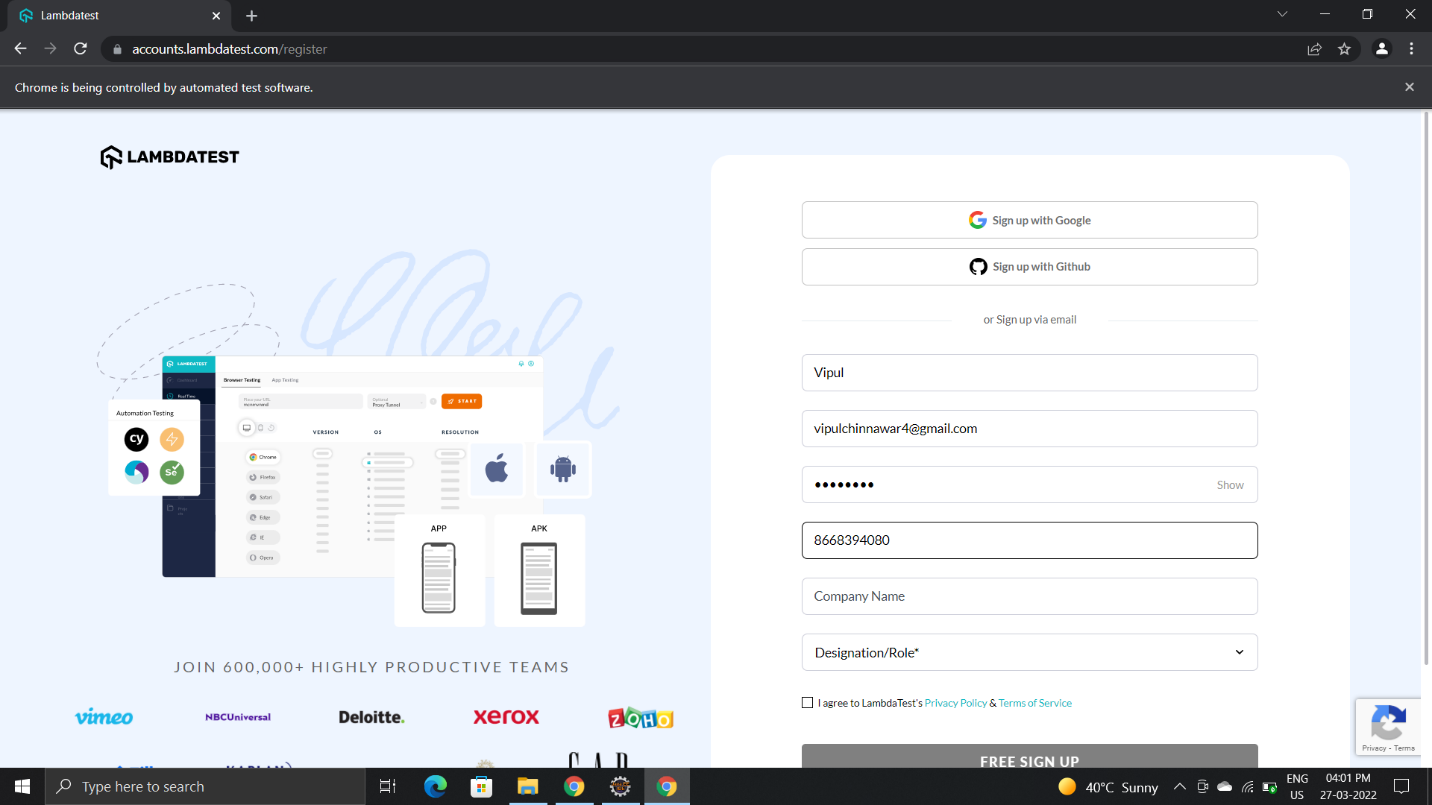 Lambdatest
accounts.lambdatest.com/register
Chrome is being controlled by automated test software.
LAMBDATEST
Sign up with Google
Sign up with Github
or Sign up via email
Vipul
vipulchinnawar4@gmail.com
•••••••• Show
8668394080
Company Name
Designation/Role*
I agree to LambdaTest's Privacy Policy & Terms of Service
FREE SIGN UP
LAMBDATEST
Browser Testing App Testing
START
Automation Testing
VERSION OS RESOLUTION
CY
Se
Chrome
Firefox
Safari
Edge
IE
Opera
APP APK
JOIN 600,000+ HIGHLY PRODUCTIVE TEAMS
vimeo NBCUniversal Deloitte. xerox ZOHO
Privacy - Terms
Type here to search
40°C Sunny
ENG
US
04:01 PM
27-03-2022